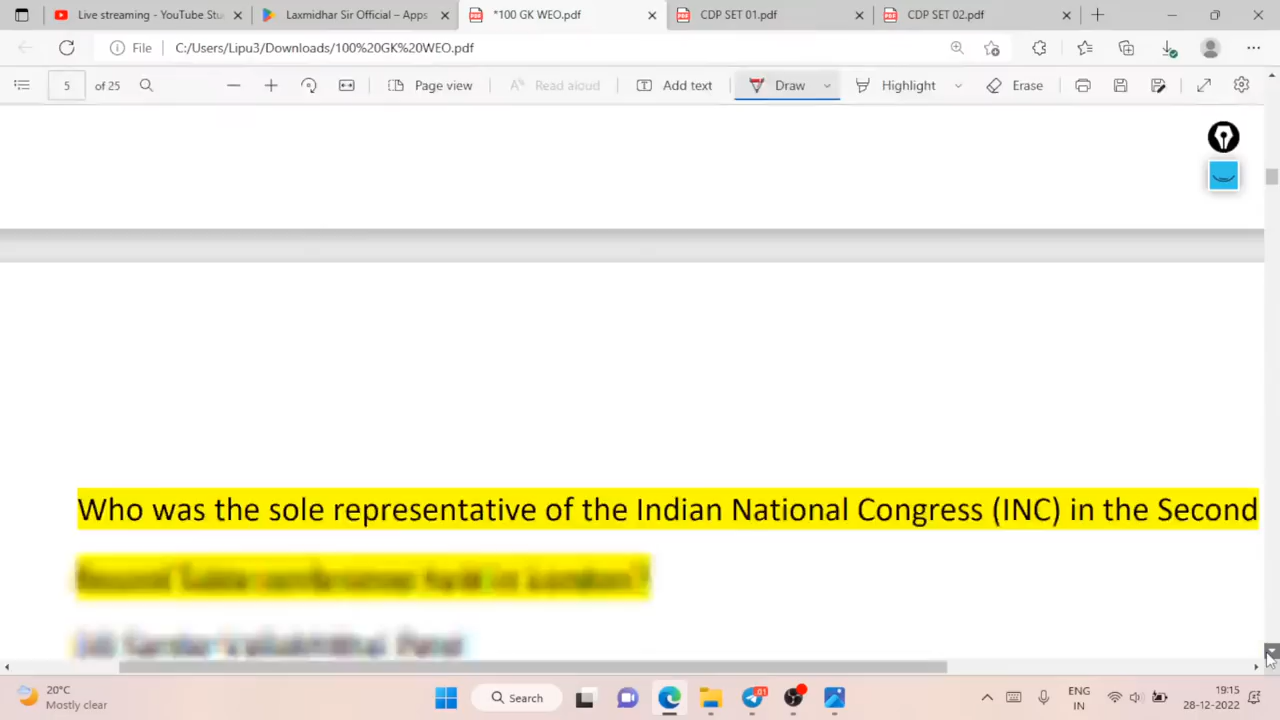 Live streaming - YouTube Stu
Laxmidhar Sir Official – Apps
*100 GK WEO.pdf
CDP SET 01.pdf
CDP SET 02.pdf
File
C:/Users/Lipu3/Downloads/100%20GK%20WEO.pdf
5 of 25
Page view
Read aloud
Add text
Draw
Highlight
Erase
Who was the sole representative of the Indian National Congress (INC) in the Second
20°C
Mostly clear
Search
01
ENG
IN
19:15
28-12-2022